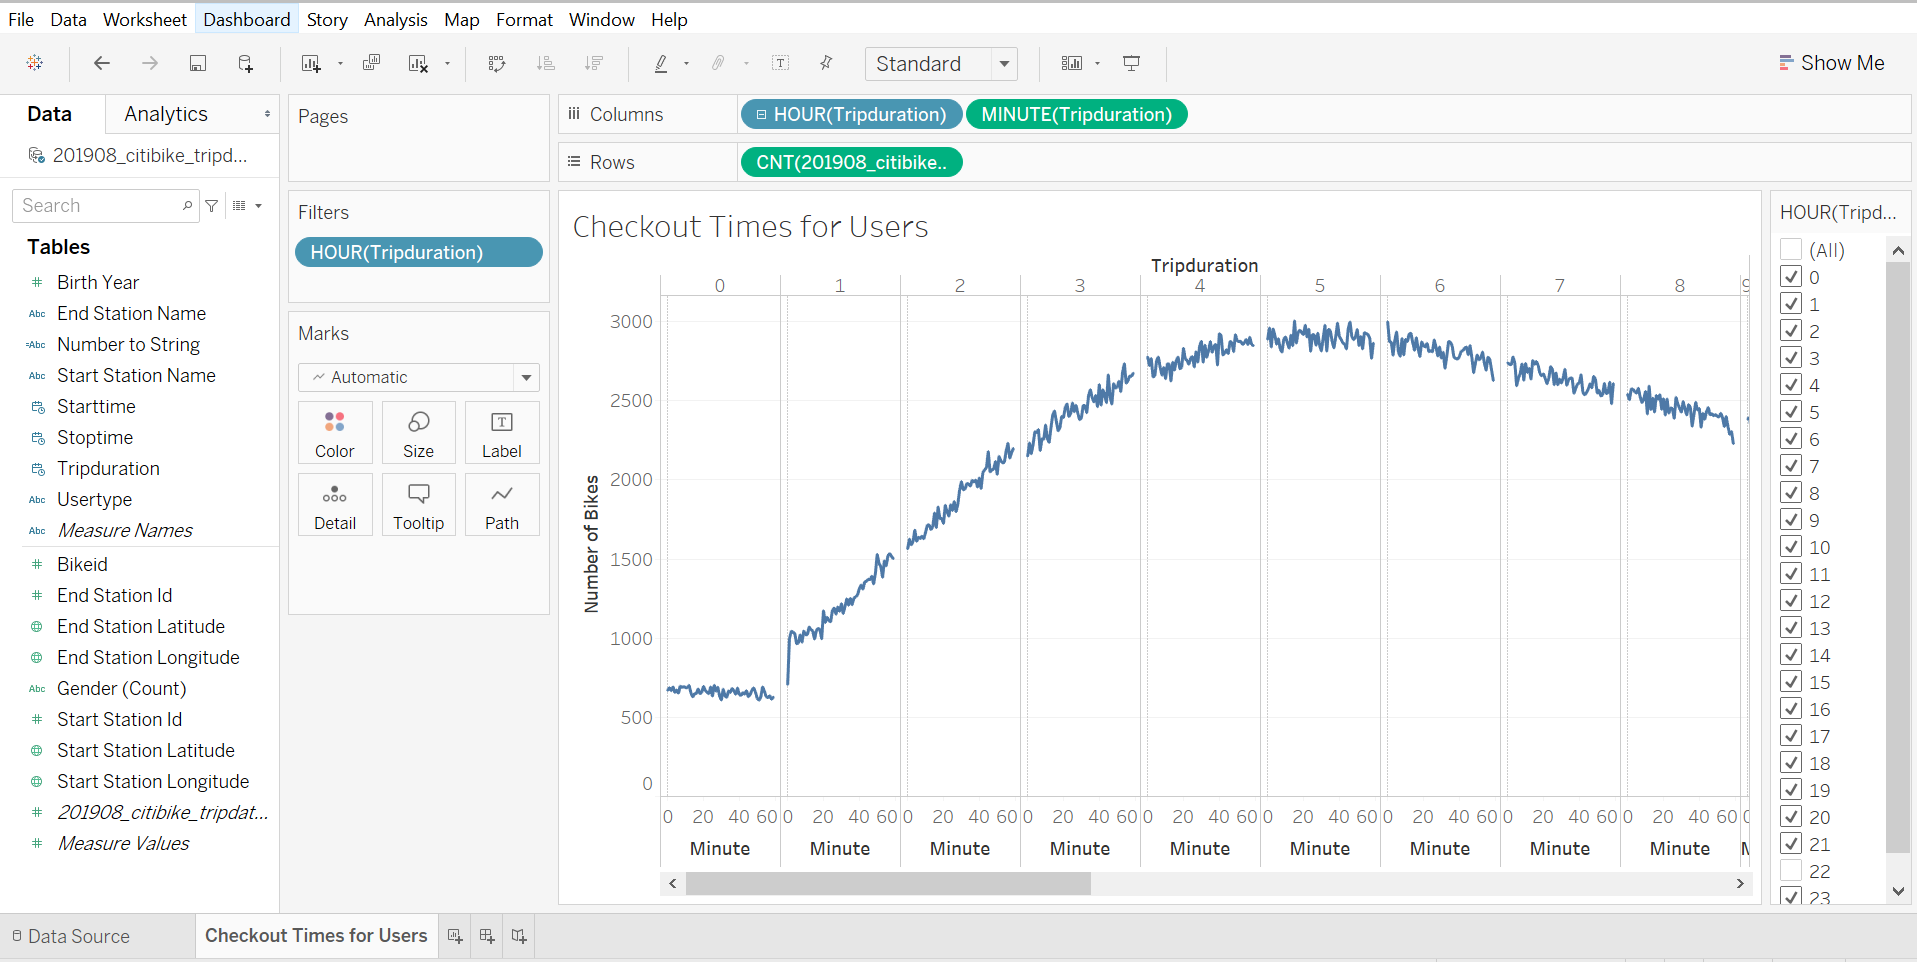 File Data Worksheet Dashboard Story Analysis Map Format Window Help
Standard
Show Me
Data Analytics
201908_citibike_tripd...
Search
Tables
# Birth Year
Abc End Station Name
=Abc Number to String
Abc Start Station Name
Starttime
Stoptime
Tripduration
Abc Usertype
Abc Measure Names
# Bikeid
# End Station Id
End Station Latitude
End Station Longitude
Abc Gender (Count)
# Start Station Id
Start Station Latitude
Start Station Longitude
# 201908_citibike_tripdat...
# Measure Values
Pages
Filters
HOUR(Tripduration)
Marks
Automatic
Color Size Label
Detail Tooltip Path
Columns HOUR(Tripduration) MINUTE(Tripduration)
Rows CNT(201908_citibike..
Checkout Times for Users
Tripduration
0 1 2 3 4 5 6 7 8 9
Number of Bikes
3000
2500
2000
1500
1000
500
0
0 20 40 60 0 20 40 60 0 20 40 60 0 20 40 60 0 20 40 60 0 20 40 60 0 20 40 60 0 20 40 60 0 20 40 60 0
Minute Minute Minute Minute Minute Minute Minute Minute Minute
HOUR(Tripd...
(All)
0
1
2
3
4
5
6
7
8
9
10
11
12
13
14
15
16
17
18
19
20
21
22
23
Data Source Checkout Times for Users